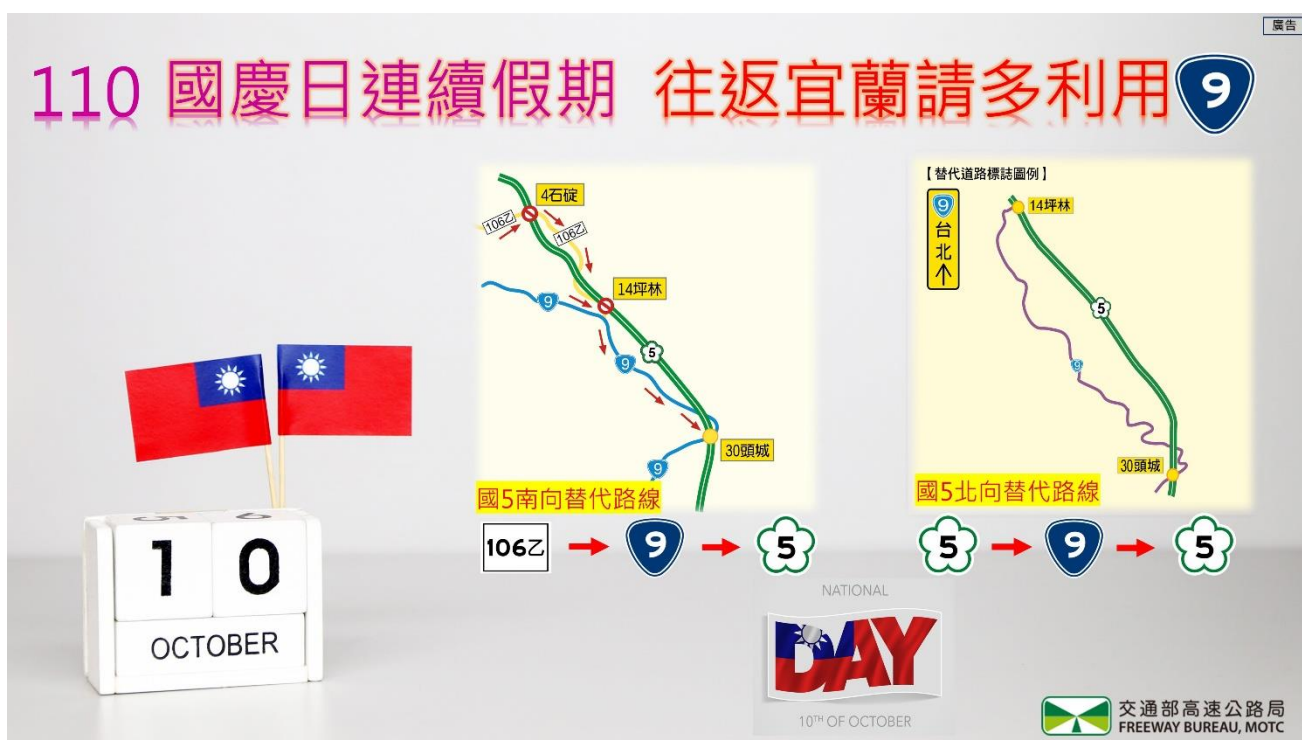 廣告
110 國慶日連續假期 往返宜蘭請多利用9
4石碇
106乙
106乙
14坪林
9
5
9
30頭城
9
國5南向替代路線
106乙 9 5
【替代道路標誌圖例】
9
台
北
14坪林
5
9
30頭城
國5北向替代路線
5 9 5
1 0
OCTOBER
NATIONAL
DAY
10TH OF OCTOBER
交通部高速公路局
FREEWAY BUREAU, MOTC